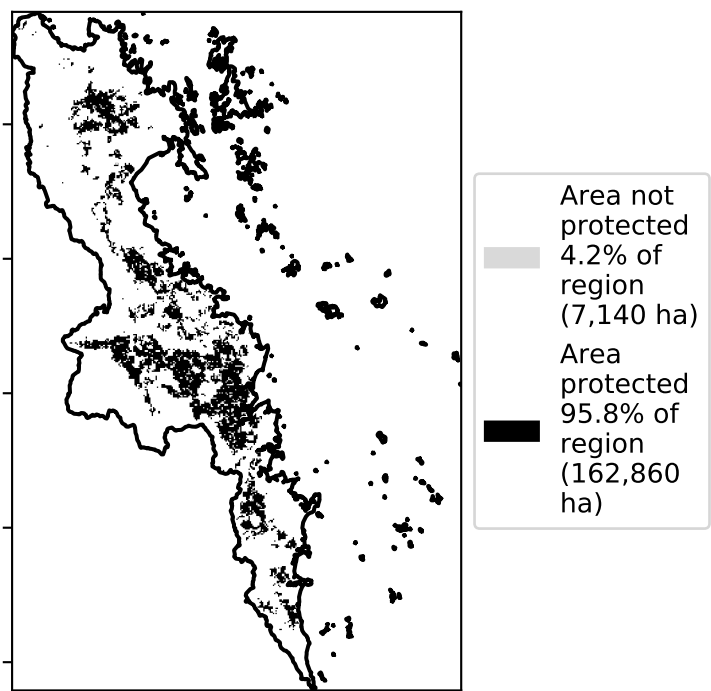 Area not
protected
4.2% of
region
(7,140 ha)
Area
protected
95.8% of
region
(162,860
ha)